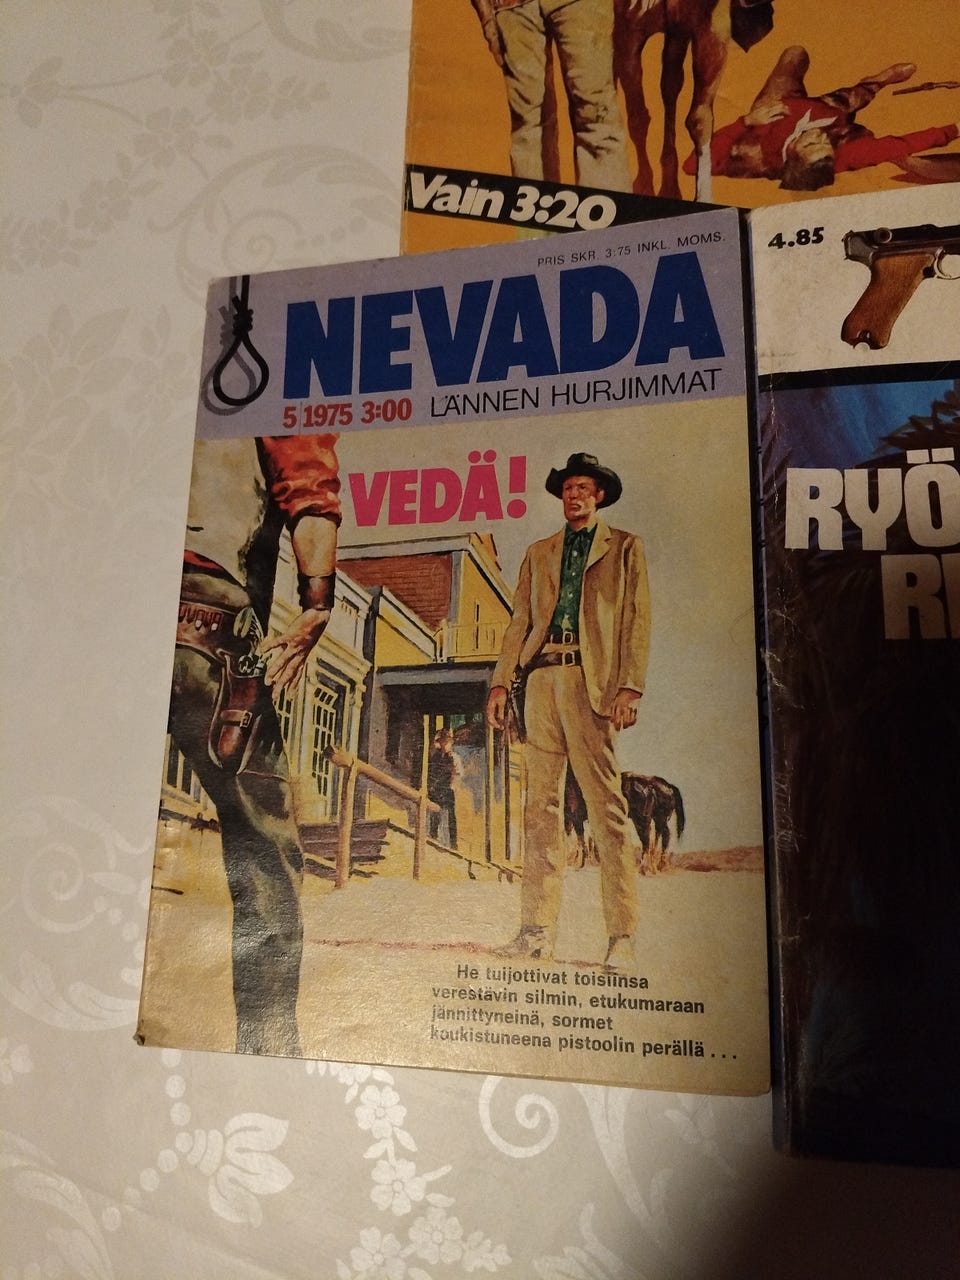 Vain 3:20
4.85
PRIS SKR. 3:75 INKL. MOMS.
NEVADA
5 1975 3:00 LÄNNEN HURJIMMAT
VEDÄ!
RYÖ
He tuijottivat toisiinsa
verestävin silmin, etukumaraan
jännittyneinä, sormet
koukistuneena pistoolin perällä . . .